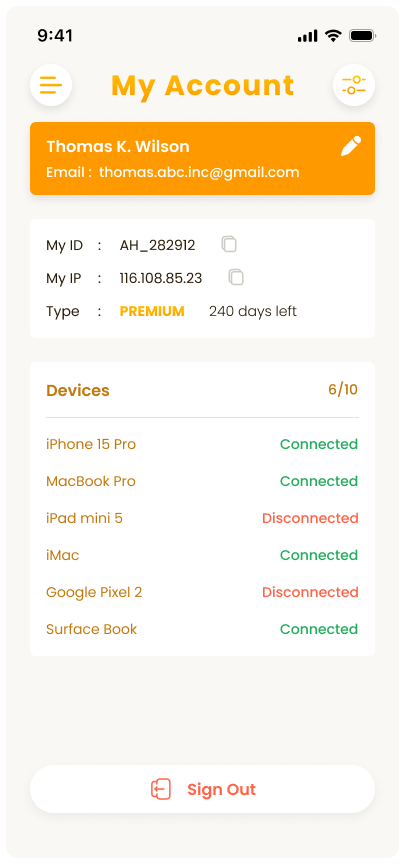 9:41
My Account
Thomas K. Wilson
Email : thomas.abc.inc@gmail.com
My ID : AH_282912
My IP : 116.108.85.23
Type : PREMIUM 240 days left
Devices 6/10
iPhone 15 Pro Connected
MacBook Pro Connected
iPad mini 5 Disconnected
iMac Connected
Google Pixel 2 Disconnected
Surface Book Connected
Sign Out